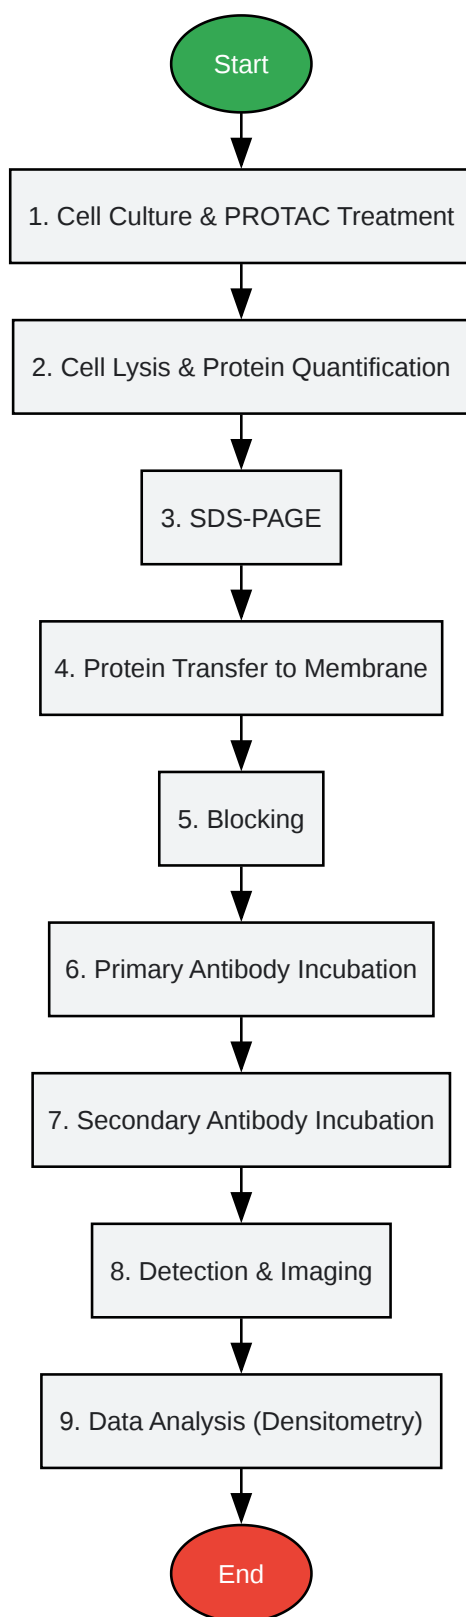 Start
1. Cell Culture & PROTAC Treatment
2. Cell Lysis & Protein Quantification
3. SDS-PAGE
4. Protein Transfer to Membrane
5. Blocking
6. Primary Antibody Incubation
7. Secondary Antibody Incubation
8. Detection & Imaging
9. Data Analysis (Densitometry)
End